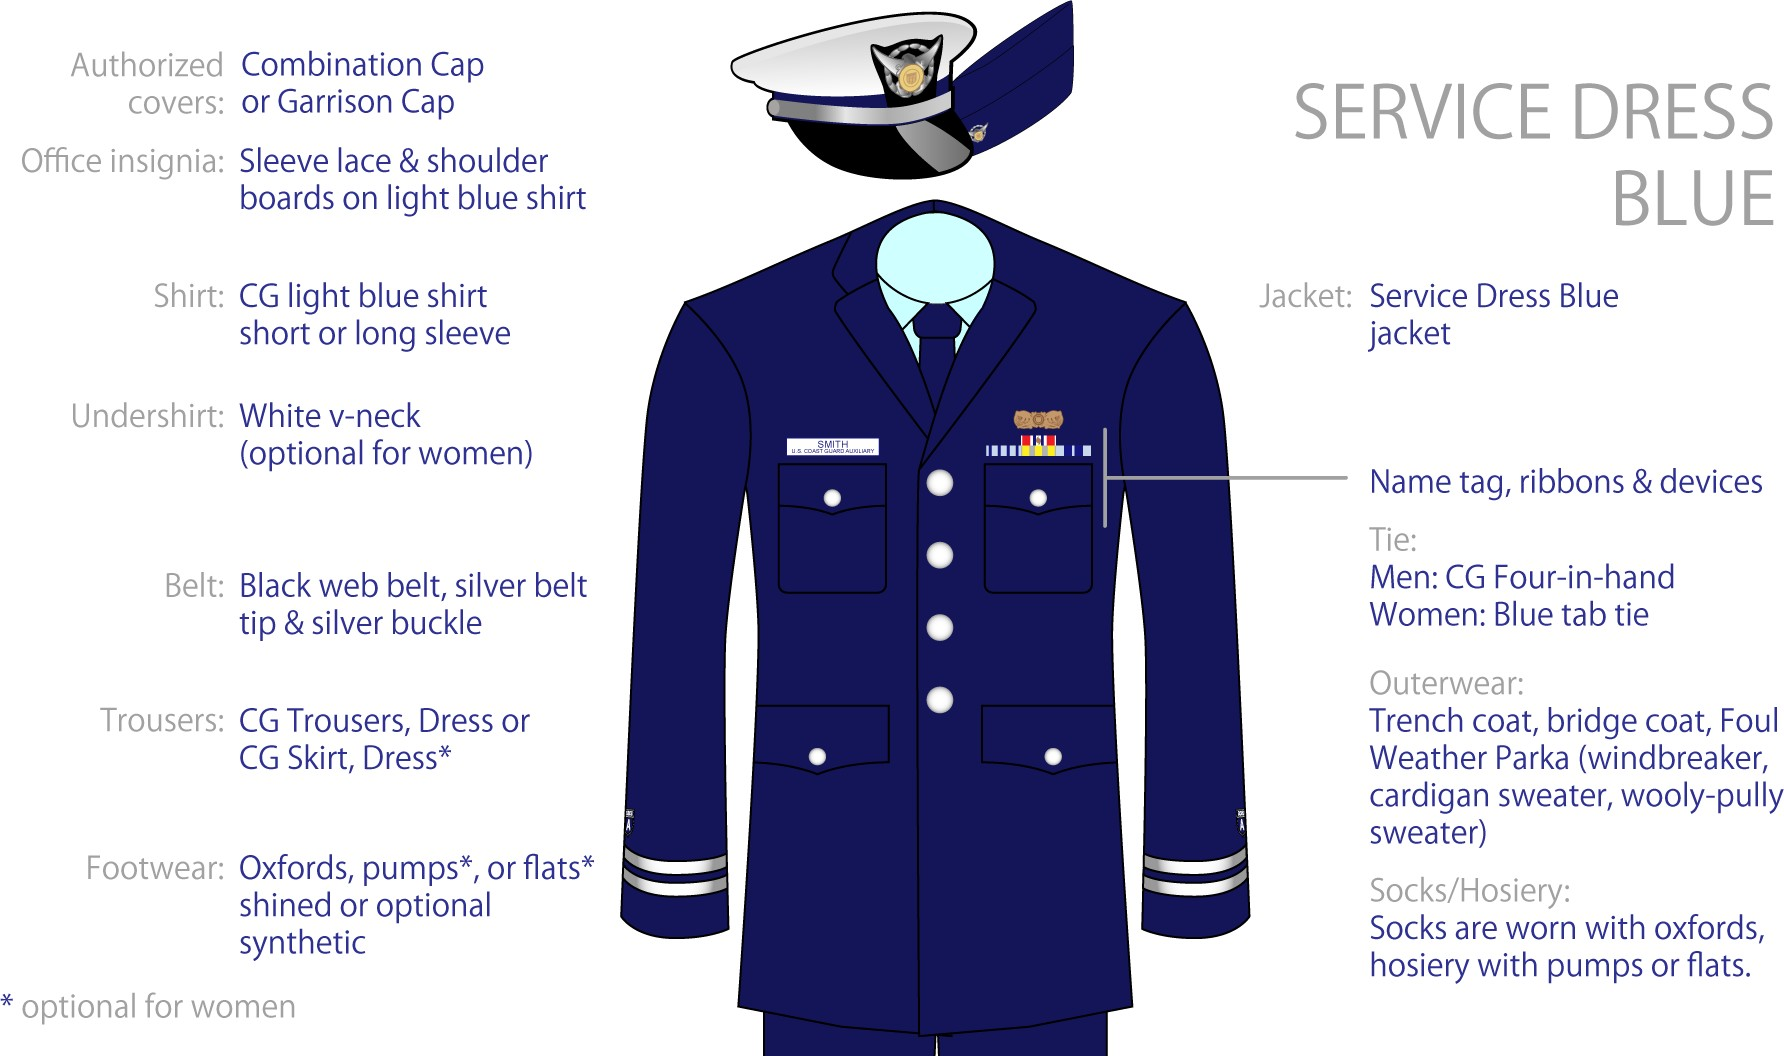 SERVICE DRESS
BLUE
Authorized covers: Combination Cap
or Garrison Cap
Office insignia: Sleeve lace & shoulder
boards on light blue shirt
Shirt: CG light blue shirt
short or long sleeve
Undershirt: White v-neck
(optional for women)
Belt: Black web belt, silver belt
tip & silver buckle
Trousers: CG Trousers, Dress or
CG Skirt, Dress*
Footwear: Oxfords, pumps*, or flats*
shined or optional
synthetic
* optional for women
SMITH
U.S. COAST GUARD AUXILIARY
A
A
Jacket: Service Dress Blue
jacket
Name tag, ribbons & devices
Tie:
Men: CG Four-in-hand
Women: Blue tab tie
Outerwear:
Trench coat, bridge coat, Foul
Weather Parka (windbreaker,
cardigan sweater, wooly-pully
sweater)
Socks/Hosiery:
Socks are worn with oxfords,
hosiery with pumps or flats.